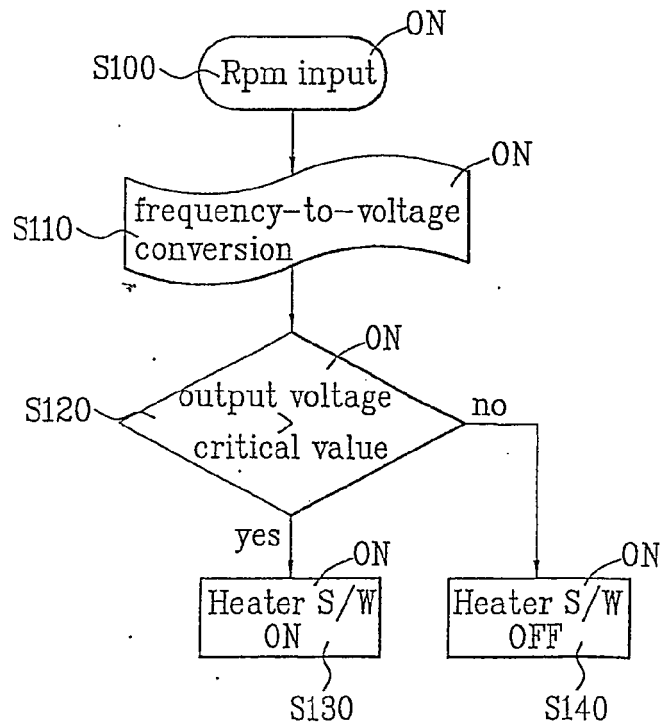 ON
S100
Rpm input
ON
S110
frequency-to-voltage
conversion
ON
S120
output voltage
>
critical value
no
yes
ON
ON
Heater S/W
ON
Heater S/W
OFF
S130
S140